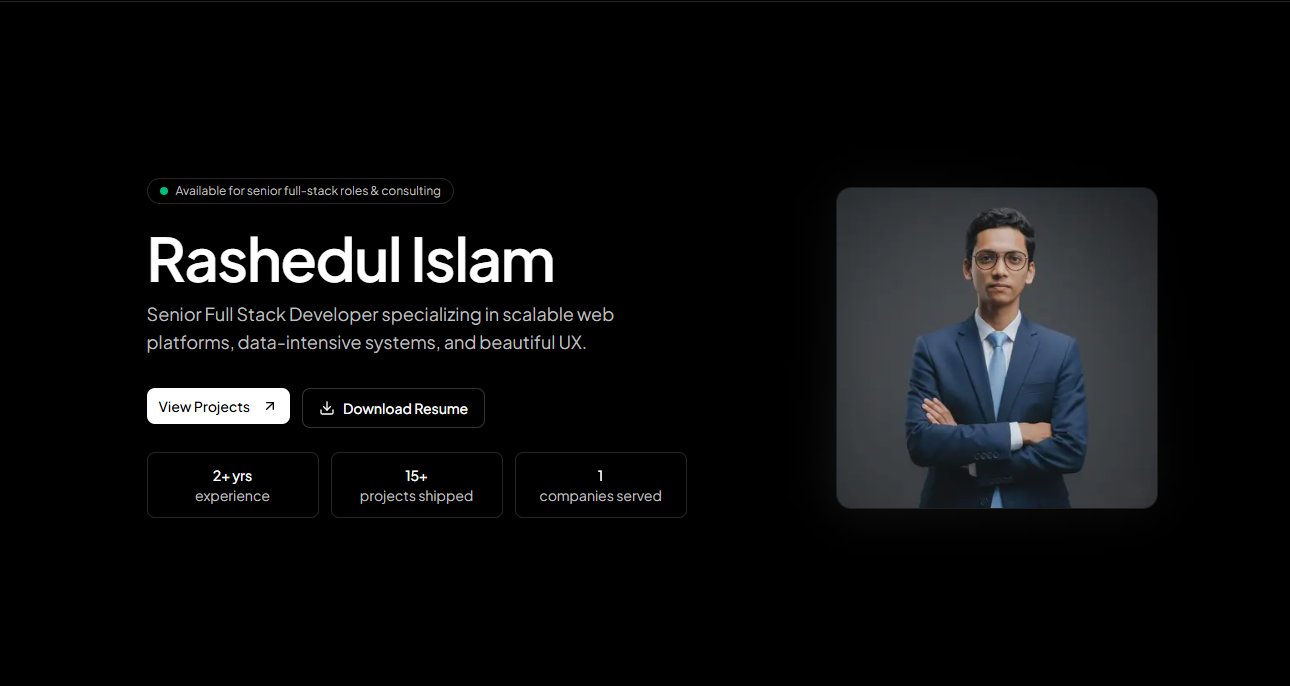 Available for senior full-stack roles & consulting
Rashedul Islam
Senior Full Stack Developer specializing in scalable web
platforms, data-intensive systems, and beautiful UX.
View Projects
Download Resume
2+ yrs
experience
15+
projects shipped
1
companies served